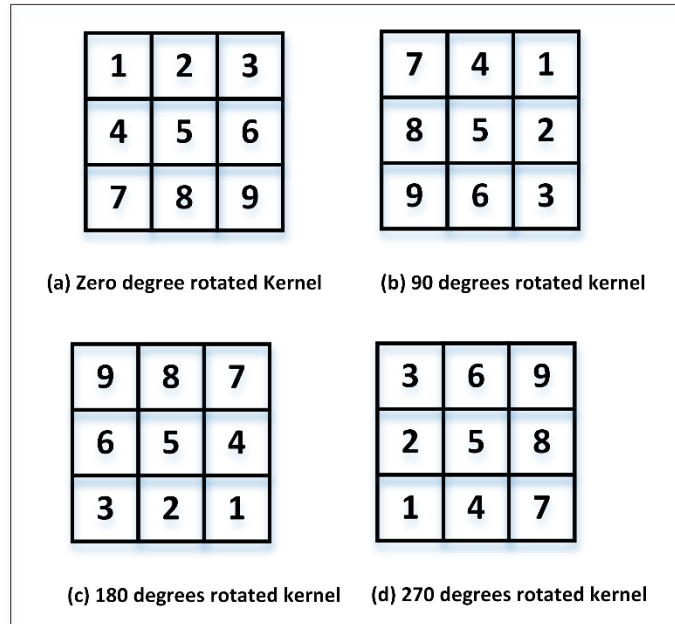 1 2 3
4 5 6
7 8 9
(a) Zero degree rotated Kernel
7 4 1
8 5 2
9 6 3
(b) 90 degrees rotated kernel
9 8 7
6 5 4
3 2 1
(c) 180 degrees rotated kernel
3 6 9
2 5 8
1 4 7
(d) 270 degrees rotated kernel